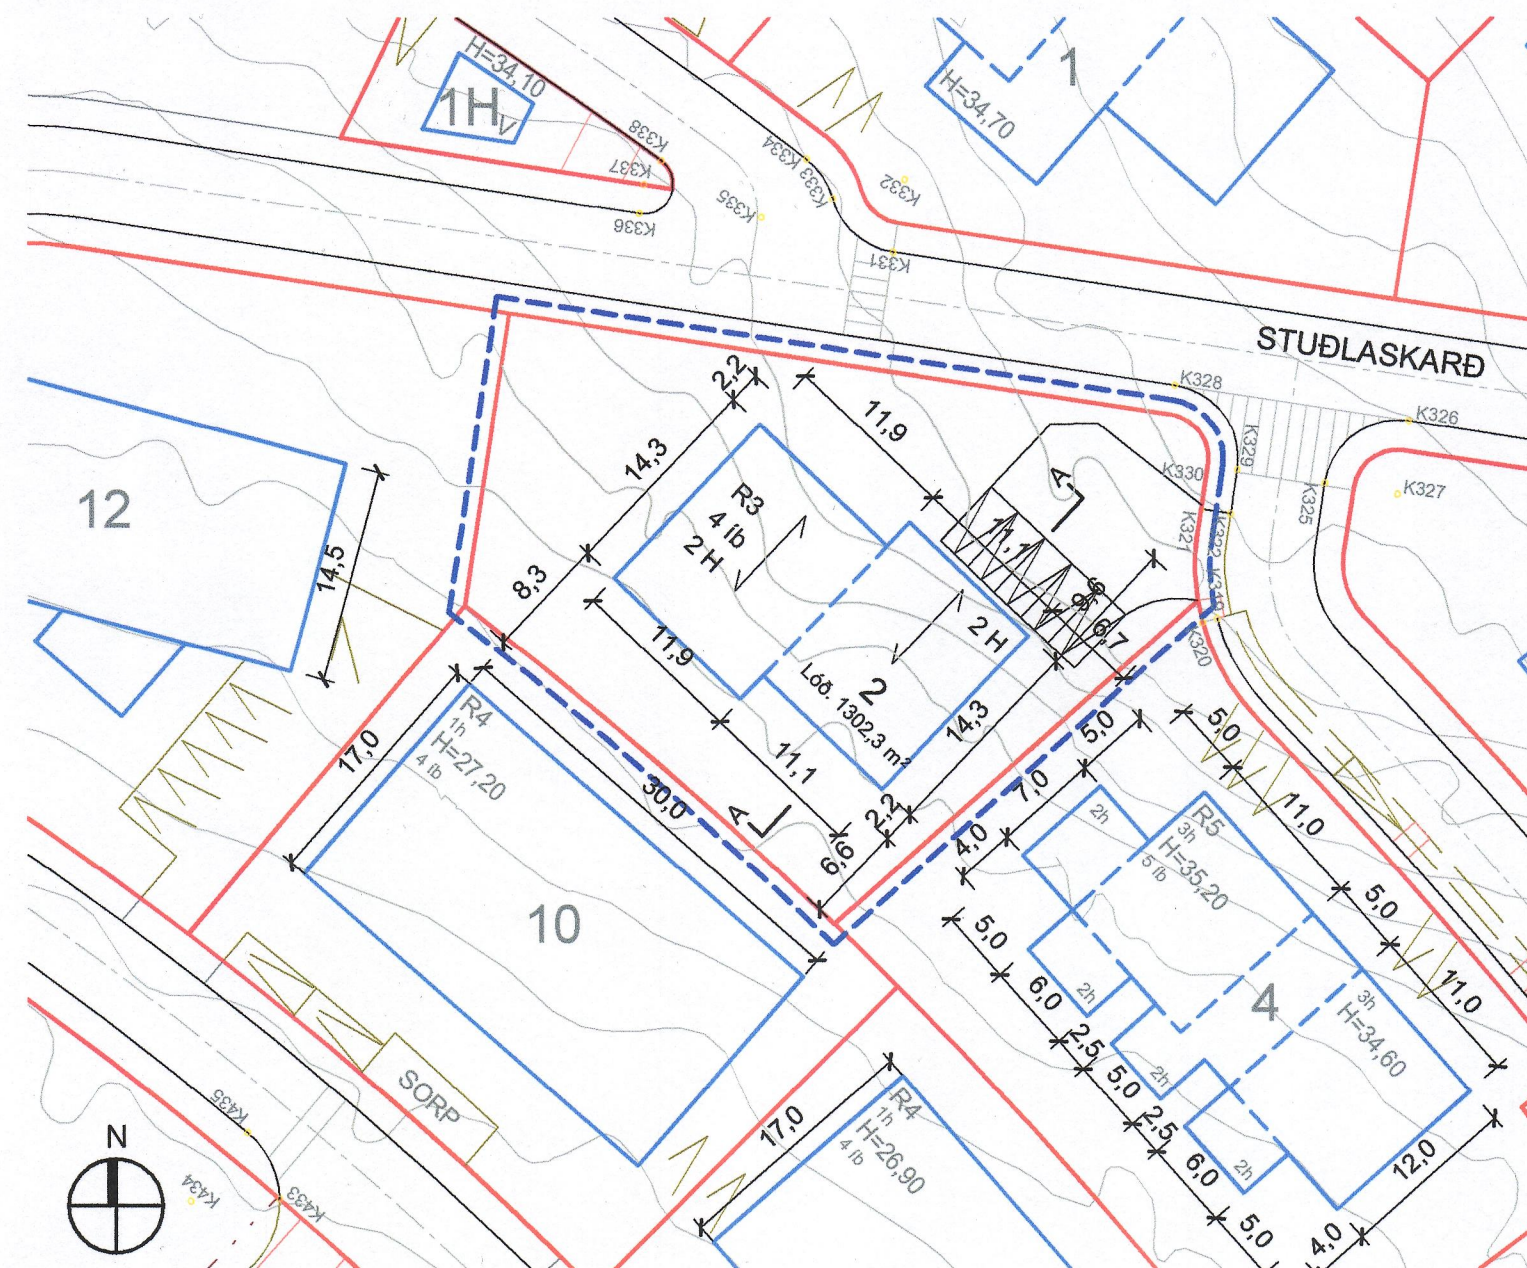 H=34,10
1H
V
K338
K337
K336
K335
K334
K333
K332
K331
1
H=34,70
STUÐLASKARÐ
K328
K326
K329
K330
K327
K325
K321
K322
K349
K320
12
14,5
2,2
14,3
8,3
11,9
R3
4 íb
2 H
11,1
A
9,6
6,7
2 H
2
Lóð. 1302,3 m²
11,9
11,1
14,3
2,2
6,6
A
17,0
R4
1h
H=27,20
4 íb
30,0
10
5,0
7,0
4,0
5,0
11,0
5,0
11,0
2h
R5
3h
H=35,20
5 íb
4
3h
H=34,60
2h
2h
2h
5,0
6,0
2,5
5,0
2,5
6,0
5,0
12,0
4,0
17,0
R4
1h
H=26,90
4 íb
SORP
K435
K434
K433
N